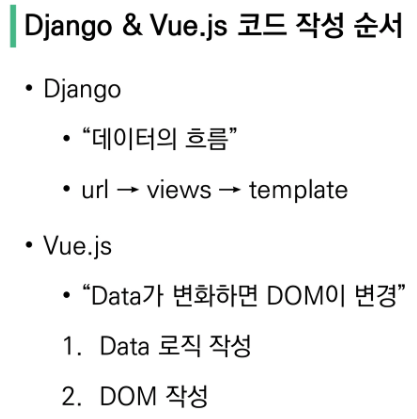 Django & Vue.js 코드 작성 순서
• Django
• “데이터의 흐름”
• url → views → template
• Vue.js
• “Data가 변화하면 DOM이 변경”
1. Data 로직 작성
2. DOM 작성